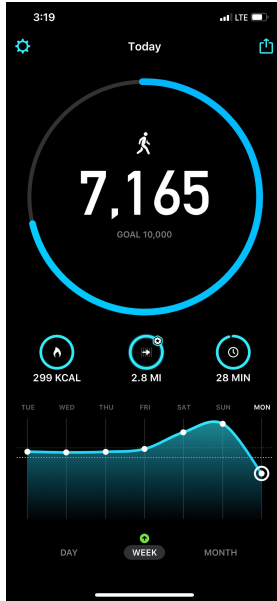 3:19 LTE
Today
7,165
GOAL 10,000
299 KCAL 2.8 MI 28 MIN
TUE WED THU FRI SAT SUN MON
DAY WEEK MONTH